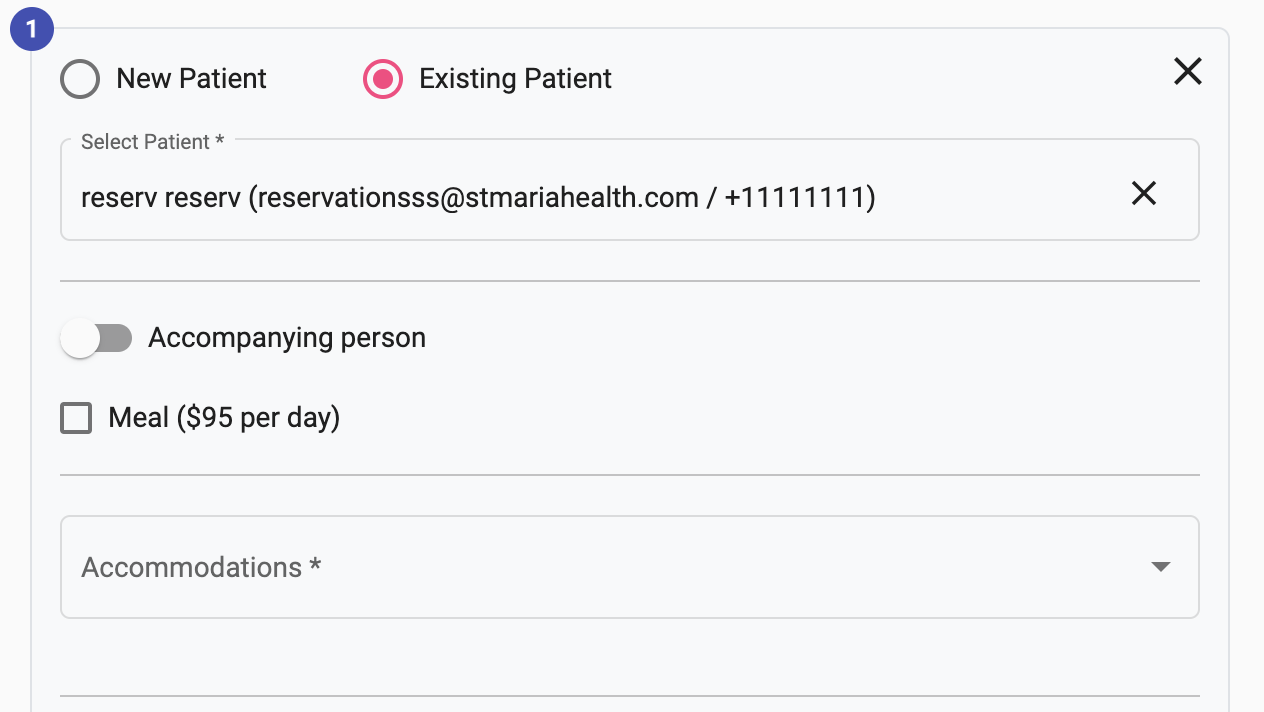 1
New Patient
Existing Patient
Select Patient *
reserv reserv (reservationsss@stmariahealth.com / +11111111)
Accompanying person
Meal ($95 per day)
Accommodations *